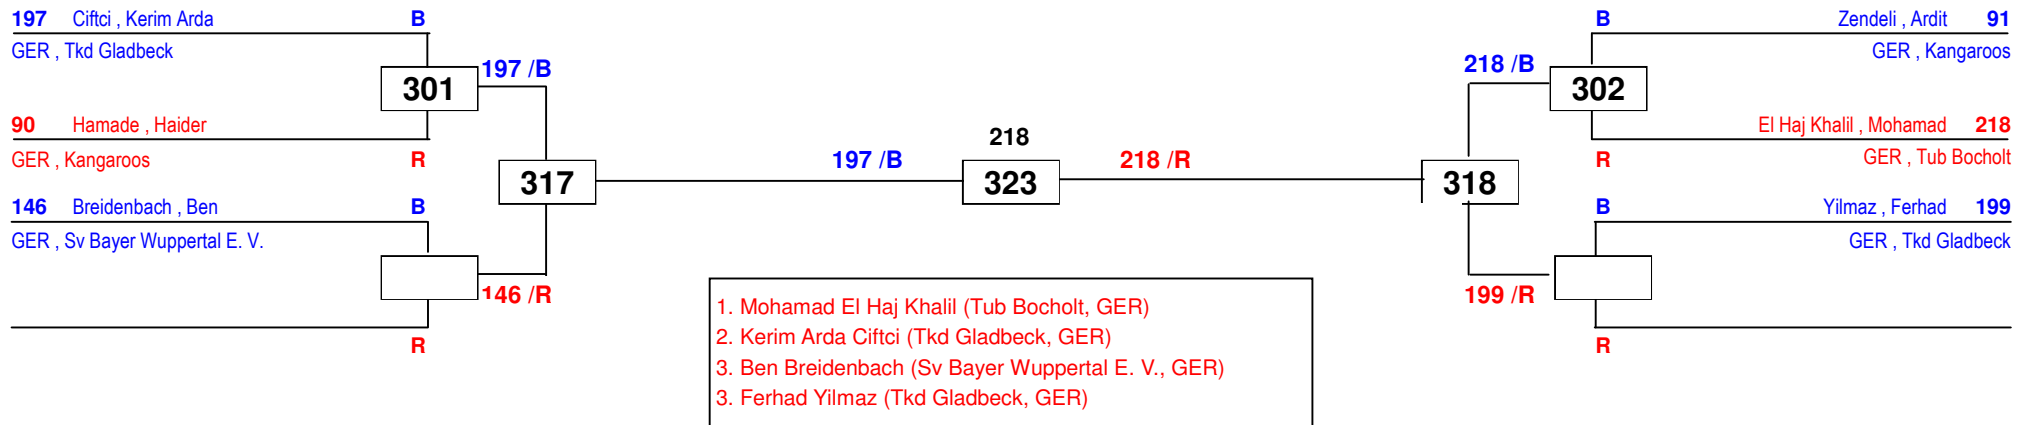 197 Ciftci , Kerim Arda B
GER , Tkd Gladbeck
301
197 /B
90 Hamade , Haider
GER , Kangaroos R
317
146 Breidenbach , Ben B
GER , Sv Bayer Wuppertal E. V.
146 /R
R
197 /B
218
323
218 /R
B Zendeli , Ardit 91
GER , Kangaroos
218 /B
302
El Haj Khalil , Mohamad 218
R GER , Tub Bocholt
318
B Yilmaz , Ferhad 199
GER , Tkd Gladbeck
199 /R
R
1. Mohamad El Haj Khalil (Tub Bocholt, GER)
2. Kerim Arda Ciftci (Tkd Gladbeck, GER)
3. Ben Breidenbach (Sv Bayer Wuppertal E. V., GER)
3. Ferhad Yilmaz (Tkd Gladbeck, GER)